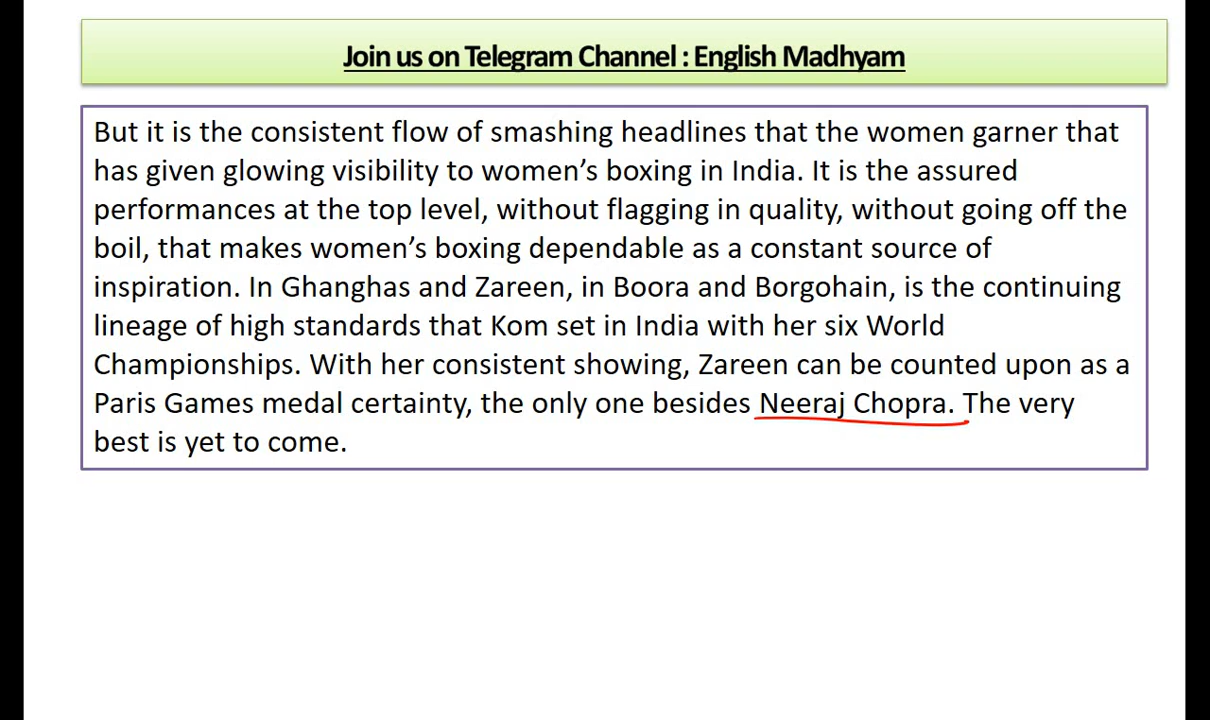 Join us on Telegram Channel : English Madhyam
But it is the consistent flow of smashing headlines that the women garner that
has given glowing visibility to women’s boxing in India. It is the assured
performances at the top level, without flagging in quality, without going off the
boil, that makes women’s boxing dependable as a constant source of
inspiration. In Ghanghas and Zareen, in Boora and Borgohain, is the continuing
lineage of high standards that Kom set in India with her six World
Championships. With her consistent showing, Zareen can be counted upon as a
Paris Games medal certainty, the only one besides Neeraj Chopra. The very
best is yet to come.